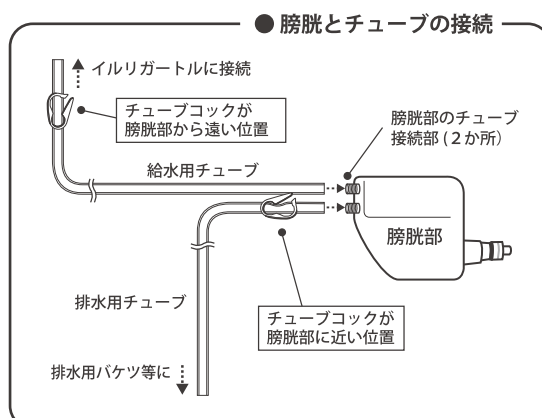 ● 膀胱とチューブの接続
イルリガートルに接続
チューブコックが
膀胱部から遠い位置
膀胱部のチューブ
接続部(2か所)
給水用チューブ
膀胱部
排水用チューブ
チューブコックが
膀胱部に近い位置
排水用バケツ等に